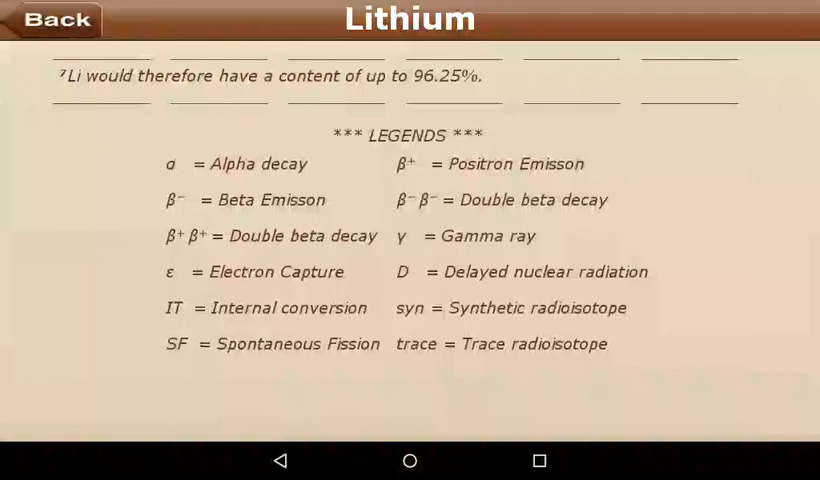 Back
Lithium
⁷Li would therefore have a content of up to 96.25%.
*** LEGENDS ***
α = Alpha decay β⁺ = Positron Emisson
β⁻ = Beta Emisson β⁻ β⁻ = Double beta decay
β⁺ β⁺ = Double beta decay γ = Gamma ray
ε = Electron Capture D = Delayed nuclear radiation
IT = Internal conversion syn = Synthetic radioisotope
SF = Spontaneous Fission trace = Trace radioisotope